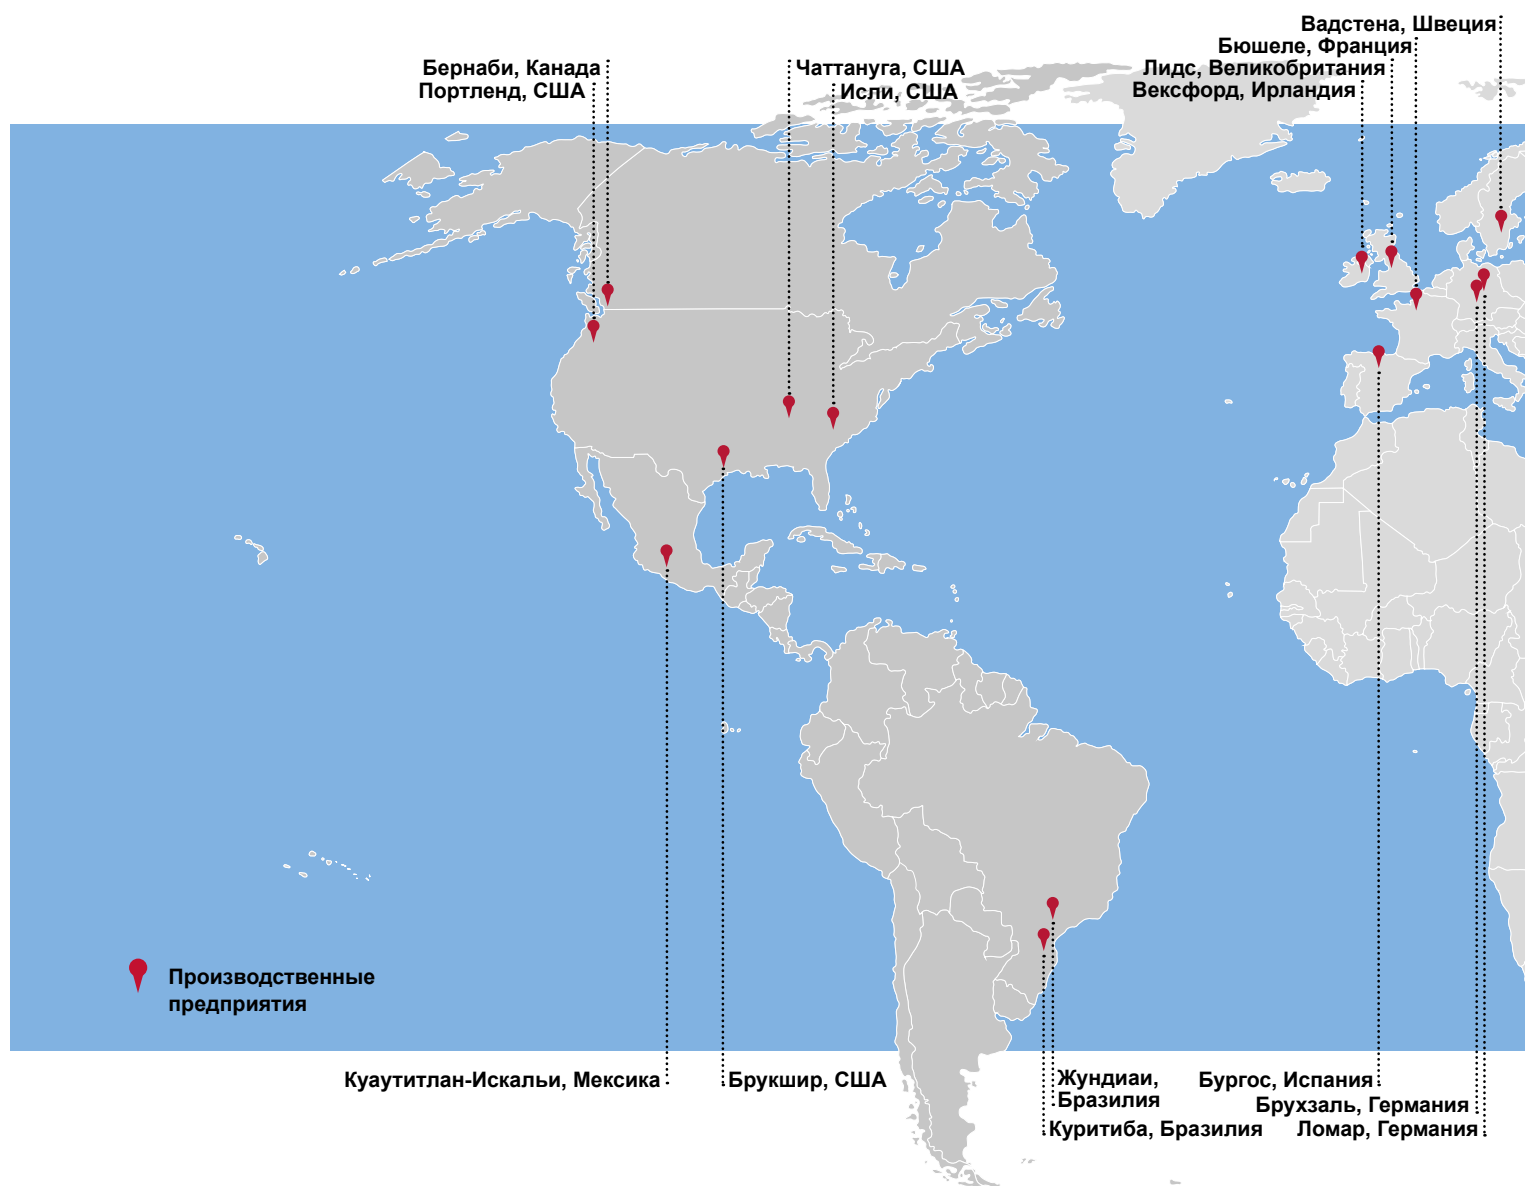 Вадстена, Швеция
Бюшеле, Франция
Лидс, Великобритания
Вексфорд, Ирландия
Бернаби, Канада
Портленд, США
Чаттануга, США
Исли, США
Производственные
предприятия
Куаутитлан-Искальи, Мексика
Брукшир, США
Жундиаи,
Бразилия
Куритиба, Бразилия
Бургос, Испания
Брухзаль, Германия
Ломар, Германия